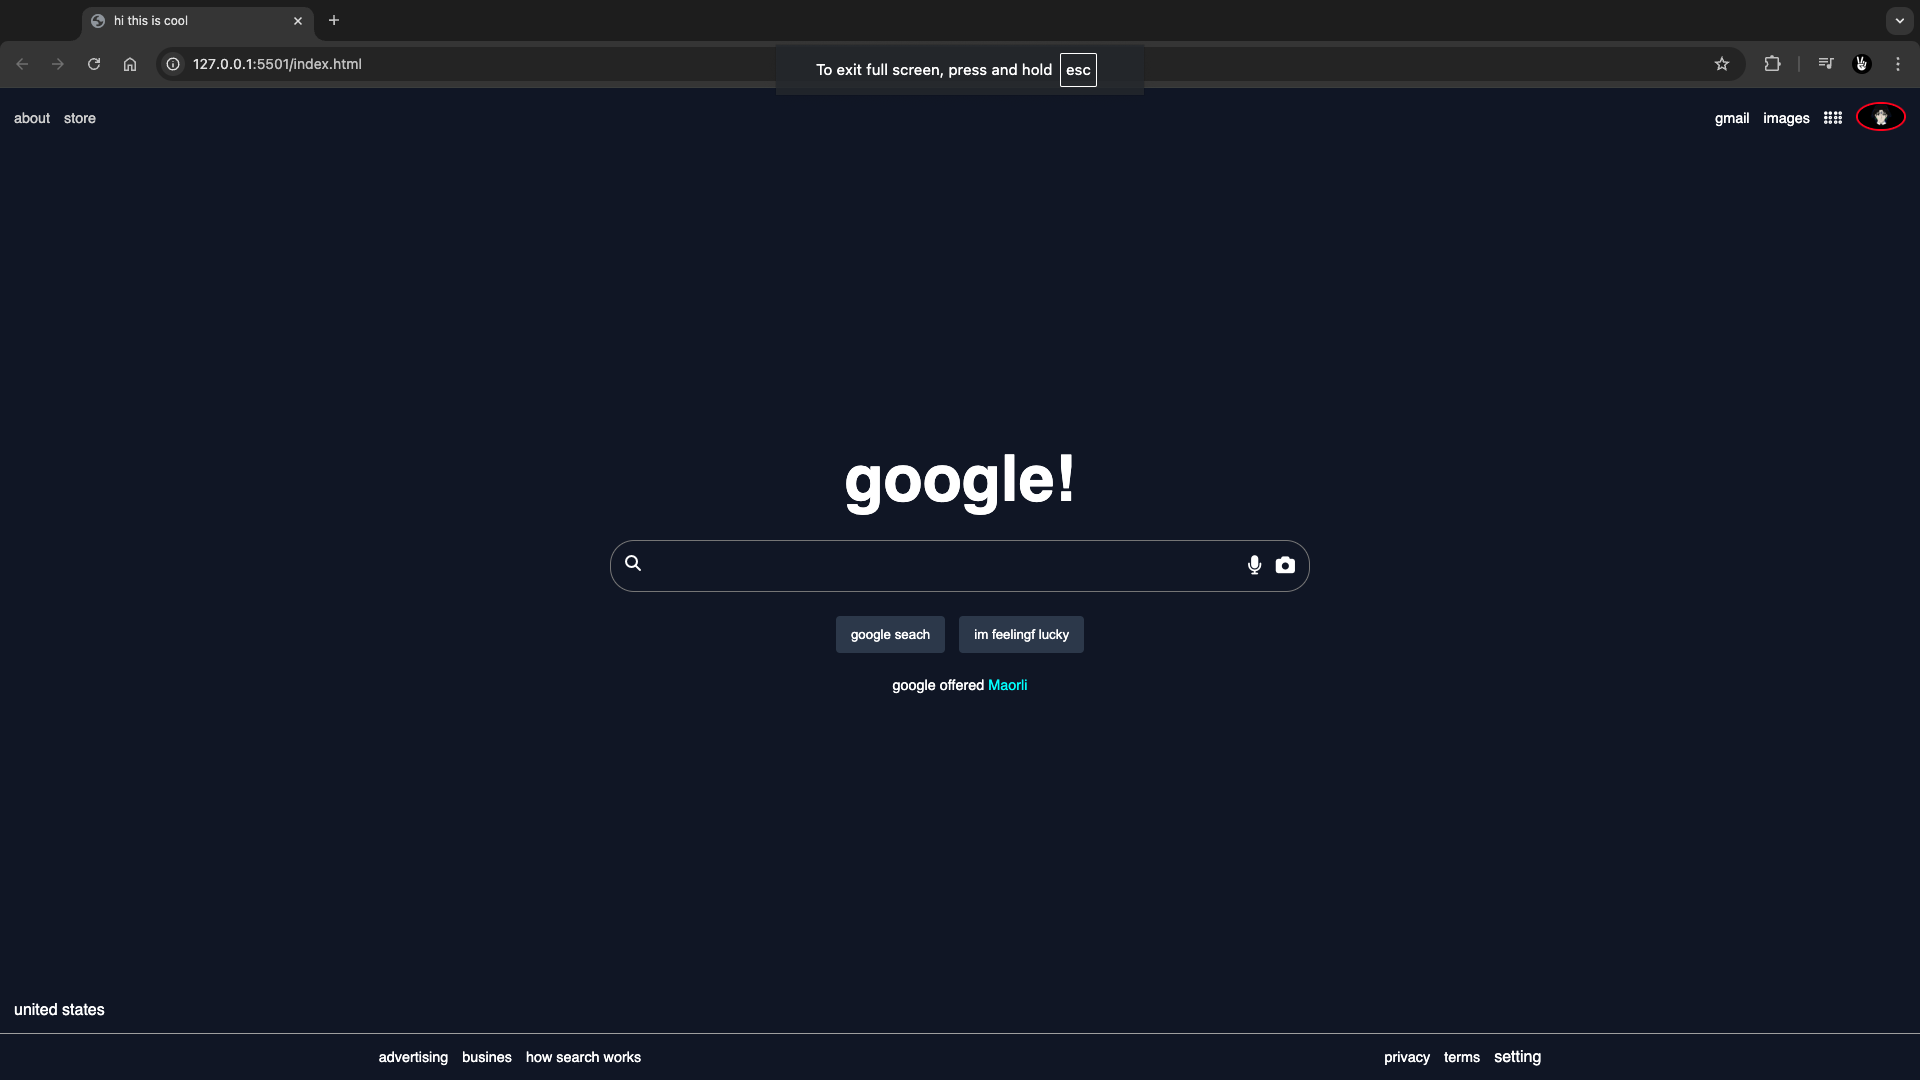 hi this is cool
127.0.0.1:5501/index.html
To exit full screen, press and hold esc
about store
gmail images
google!
google seach im feelingf lucky
google offered Maorli
united states
advertising busines how search works
privacy terms setting